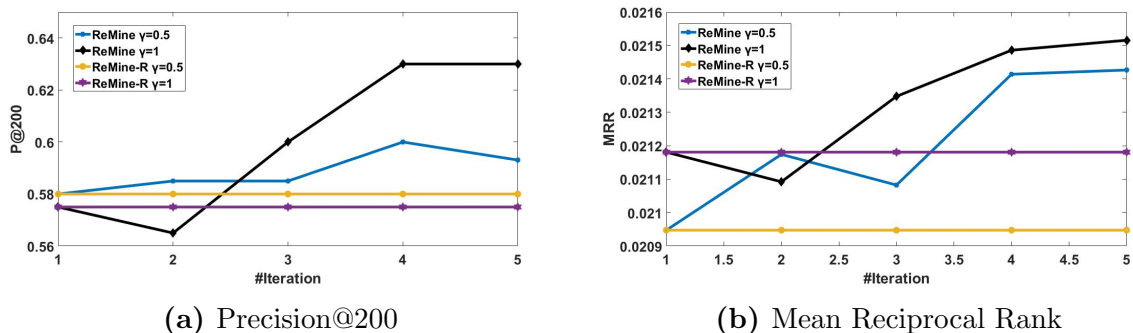 0.64
0.62
0.6
0.58
0.56
P@200
ReMine γ=0.5
ReMine γ=1
ReMine-R γ=0.5
ReMine-R γ=1
1 2 3 4 5
#Iteration
(a) Precision@200
0.0216
0.0215
0.0214
0.0213
0.0212
0.0211
0.021
0.0209
MRR
ReMine γ=0.5
ReMine γ=1
ReMine-R γ=0.5
ReMine-R γ=1
1 1.5 2 2.5 3 3.5 4 4.5 5
#Iteration
(b) Mean Reciprocal Rank